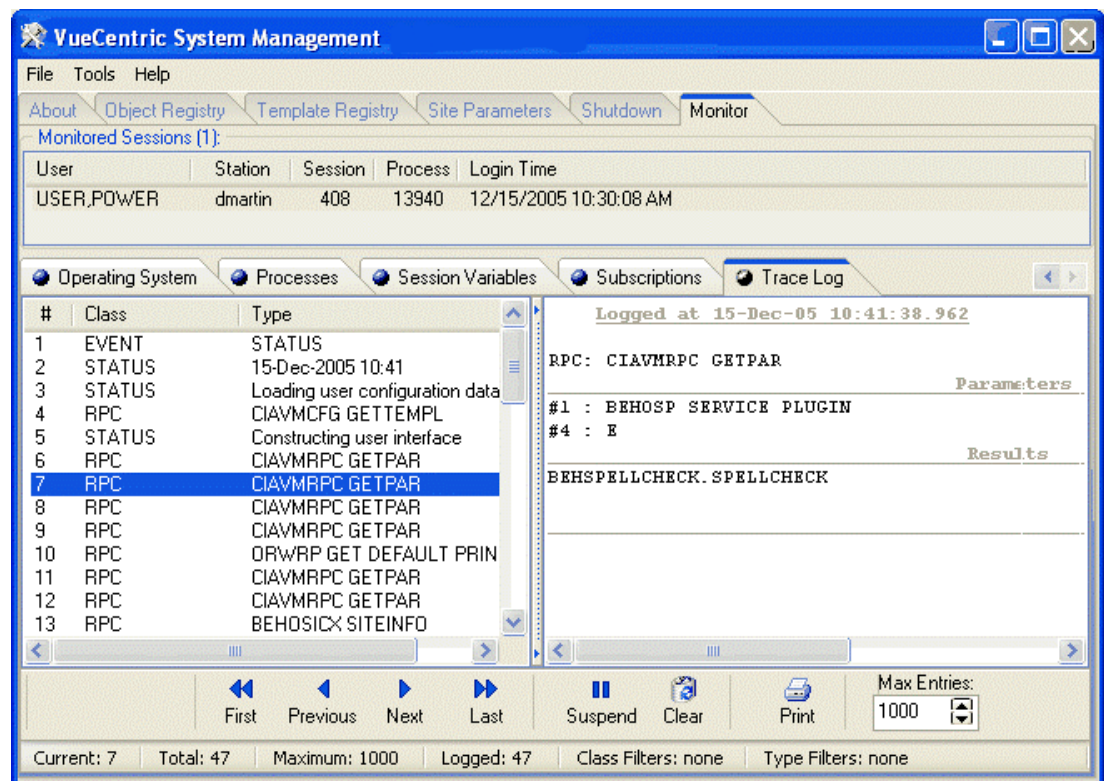 VueCentric System Management
File Tools Help
About Object Registry Template Registry Site Parameters Shutdown Monitor
Monitored Sessions (1):
User Station Session Process Login Time
USER,POWER dmartin 408 13940 12/15/2005 10:30:08 AM
Operating System Processes Session Variables Subscriptions Trace Log
# Class Type
1 EVENT STATUS
2 STATUS 15-Dec-2005 10:41
3 STATUS Loading user configuration data
4 RPC CIAVMCFG GETTEMPL
5 STATUS Constructing user interface
6 RPC CIAVMRPC GETPAR
7 RPC CIAVMRPC GETPAR
8 RPC CIAVMRPC GETPAR
9 RPC CIAVMRPC GETPAR
10 RPC ORWRP GET DEFAULT PRIN
11 RPC CIAVMRPC GETPAR
12 RPC CIAVMRPC GETPAR
13 RPC BEHOSICX SITEINFO
Logged at 15-Dec-05 10:41:38.962
RPC: CIAVMRPC GETPAR
Parameters
#1 : BEHOSP SERVICE PLUGIN
#4 : E
Results
BEHSPELLCHECK.SPELLCHECK
First Previous Next Last Suspend Clear Print
Max Entries:
1000
Current: 7 Total: 47 Maximum: 1000 Logged: 47 Class Filters: none Type Filters: none